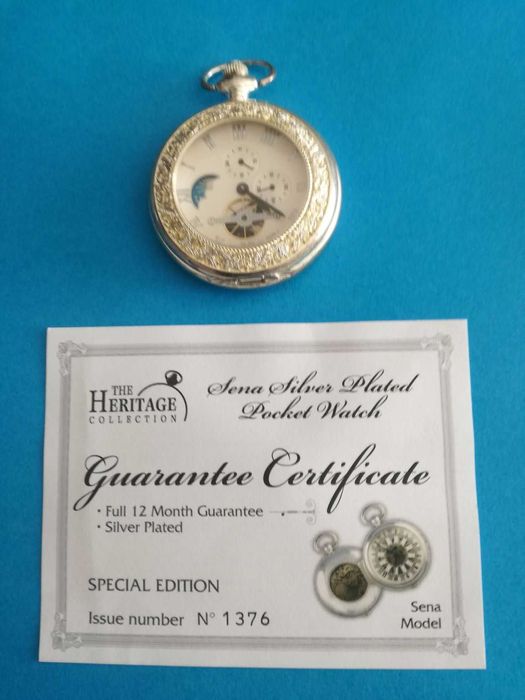 THE
HERITAGE
COLLECTION
Sena Silver Plated
Pocket Watch
Guarantee Certificate
· Full 12 Month Guarantee
· Silver Plated
SPECIAL EDITION
Issue number N° 1376
Sena
Model